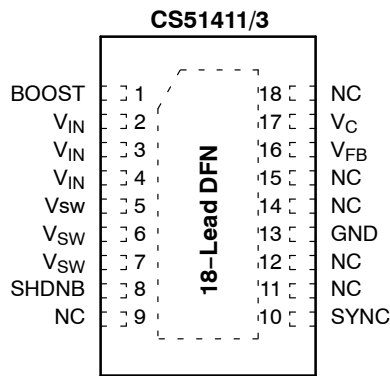 CS51411/3
BOOST 1 18 NC
VIN 2 17 VC
VIN 3 16 VFB
VIN 4 15 NC
Vsw 5 14 NC
VSW 6 13 GND
VSW 7 12 NC
SHDNB 8 11 NC
NC 9 10 SYNC
18–Lead DFN